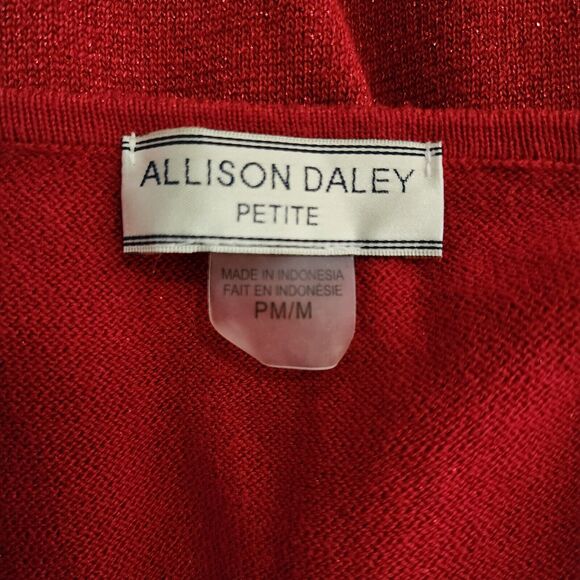 ALLISON DALEY
PETITE
MADE IN INDONESIA
FAIT EN INDONÉSIE
PM/M